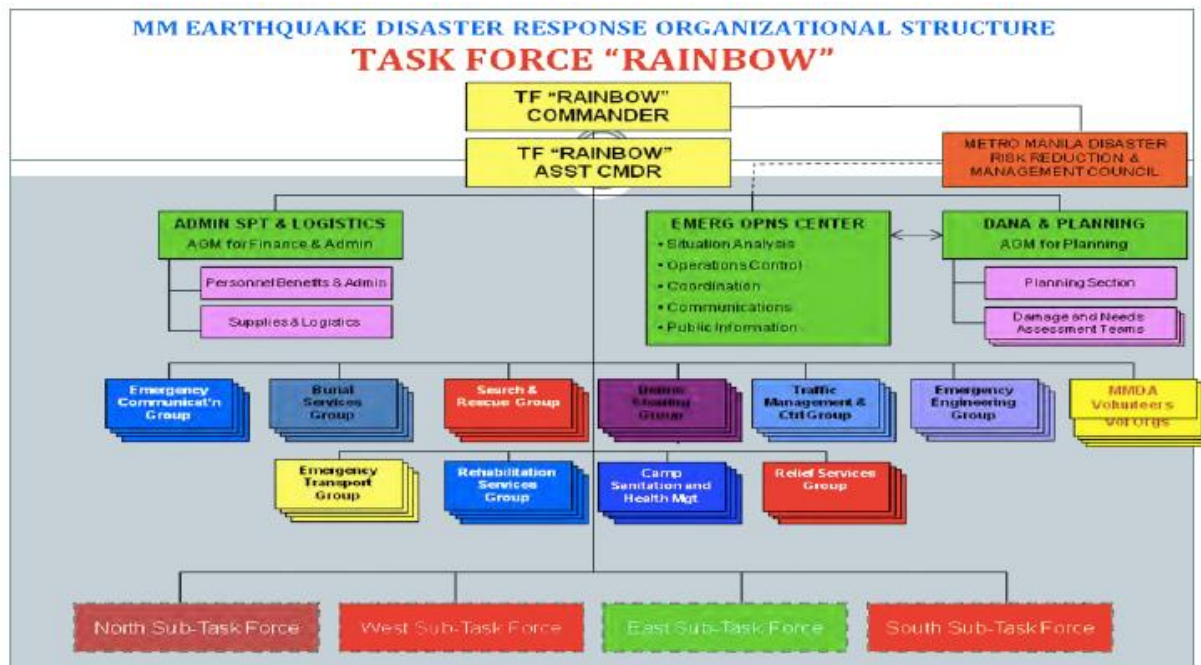 MM EARTHQUAKE DISASTER RESPONSE ORGANIZATIONAL STRUCTURE
TASK FORCE “RAINBOW”
TF “RAINBOW”
COMMANDER
TF “RAINBOW”
ASST CMDR
METRO MANILA DISASTER
RISK REDUCTION &
MANAGEMENT COUNCIL
ADMIN SPT & LOGISTICS
AGM for Finance & Admin
Personnel Benefits & Admin
Supplies & Logistics
EMERG OPNS CENTER
• Situation Analysis
• Operations Control
• Coordination
• Communications
• Public Information
DANA & PLANNING
AGM for Planning
Planning Section
Damage and Needs
Assessment Teams
Emergency
Communicat'n
Group
Burial
Services
Group
Search &
Rescue Group
Group
Traffic
Management &
Ctrl Group
Emergency
Engineering
Group
MMDA
Volunteers
Vol Orgs
Emergency
Transport
Group
Rehabilitation
Services
Group
Camp
Sanitation and
Health Mgt
Relief Services
Group
North Sub-Task Force
West Sub-Task Force
East Sub-Task Force
South Sub-Task Force